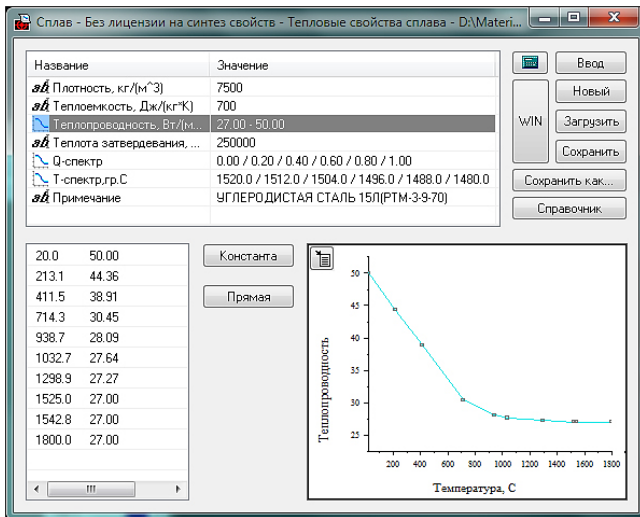 Сплав - Без лицензии на синтез свойств - Тепловые свойства сплава - D:\Materi...
Название Значение
Плотность, кг/(м^3) 7500
Теплоемкость, Дж/(кг*К) 700
Теплопроводность, Вт/(м... 27.00 - 50.00
Теплота затвердевания, ... 250000
Q-спектр 0.00 / 0.20 / 0.40 / 0.60 / 0.80 / 1.00
Т-спектр,гр.С 1520.0 / 1512.0 / 1504.0 / 1496.0 / 1488.0 / 1480.0
Примечание УГЛЕРОДИСТАЯ СТАЛЬ 15Л(РТМ-3-9-70)
Ввод
Новый
WIN
Загрузить
Сохранить
Сохранить как...
Справочник
20.0 50.00
213.1 44.36
411.5 38.91
714.3 30.45
938.7 28.09
1032.7 27.64
1298.9 27.27
1525.0 27.00
1542.8 27.00
1800.0 27.00
Константа
Прямая
Теплопроводность
50
45
40
35
30
25
200 400 600 800 1000 1200 1400 1600 1800
Температура, С